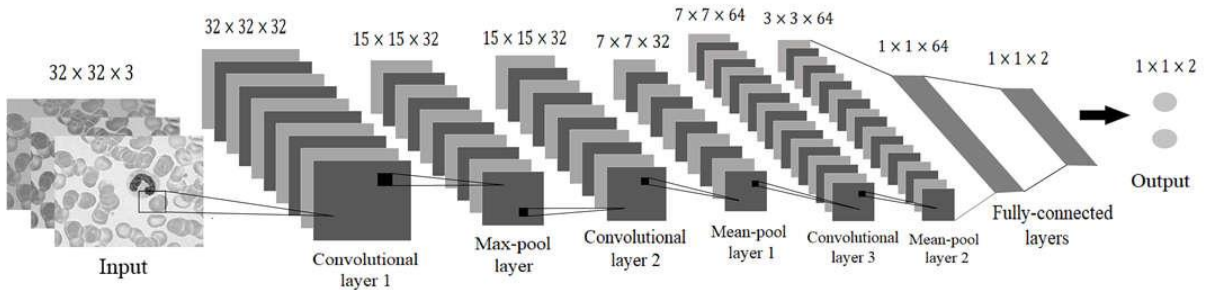 32 × 32 × 3
Input
32 × 32 × 32
Convolutional
layer 1
15 × 15 × 32
Max-pool
layer
15 × 15 × 32
Convolutional
layer 2
7 × 7 × 32
Mean-pool
layer 1
7 × 7 × 64
Convolutional
layer 3
3 × 3 × 64
Mean-pool
layer 2
1 × 1 × 64
1 × 1 × 2
Fully-connected
layers
1 × 1 × 2
Output